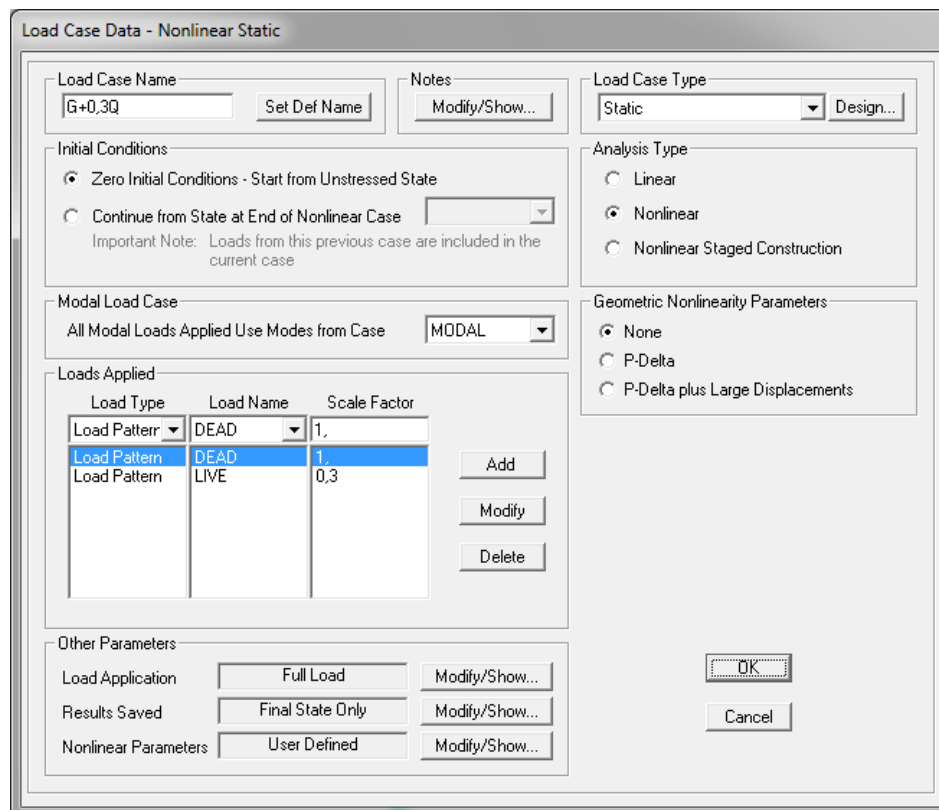 Load Case Data - Nonlinear Static
Load Case Name
G+0,3Q
Set Def Name
Notes
Modify/Show...
Load Case Type
Static
Design...
Initial Conditions
Zero Initial Conditions - Start from Unstressed State
Continue from State at End of Nonlinear Case
Important Note: Loads from this previous case are included in the
current case
Analysis Type
Linear
Nonlinear
Nonlinear Staged Construction
Modal Load Case
All Modal Loads Applied Use Modes from Case
MODAL
Geometric Nonlinearity Parameters
None
P-Delta
P-Delta plus Large Displacements
Loads Applied
Load Type Load Name Scale Factor
Load Pattern DEAD 1,
Load Pattern DEAD 1,
Load Pattern LIVE 0,3
Add
Modify
Delete
Other Parameters
Load Application Full Load Modify/Show...
Results Saved Final State Only Modify/Show...
Nonlinear Parameters User Defined Modify/Show...
OK
Cancel